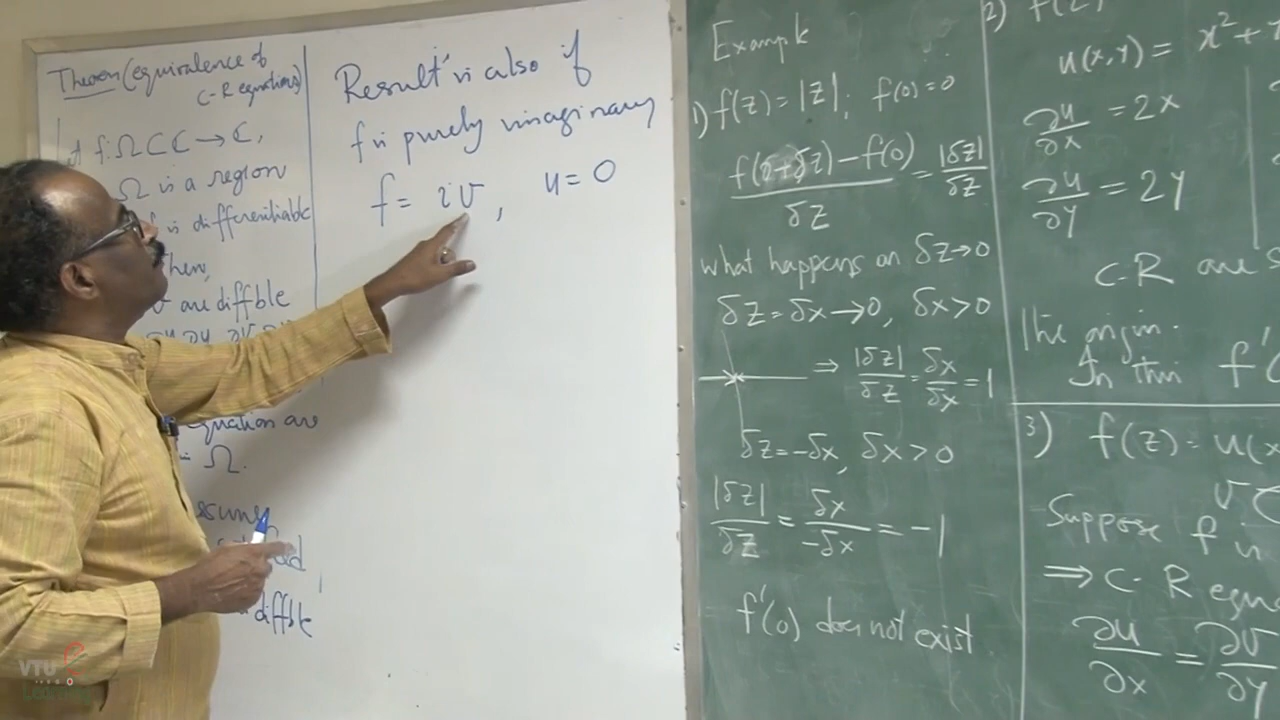 Theorem (equivalence of
C-R equations)
f: Ω ⊂ ℂ → ℂ,
Ω is a region
is differentiable
then,
are diffble
equation are
Ω.
diffble
Result is also if
f is purely imaginary
f = iv, u = 0
Example
1) f(z) = |z|; f(0) = 0
f(0+δz) − f(0) / δz = |δz| / δz
what happens on δz → 0
δz = δx → 0, δx > 0
⇒ |δz| / δz = δx / δx = 1
δz = −δx, δx > 0
|δz| / δz = δx / −δx = −1
f'(0) does not exist
2) f(z)
u(x,y) = x² +
∂u/∂x = 2x
∂u/∂y = 2y
C-R are
the origin.
In this f'(
3) f(z) = u(x
Suppose f is
⇒ C-R equ
∂u/∂x = ∂v/∂y
VTU
Learning